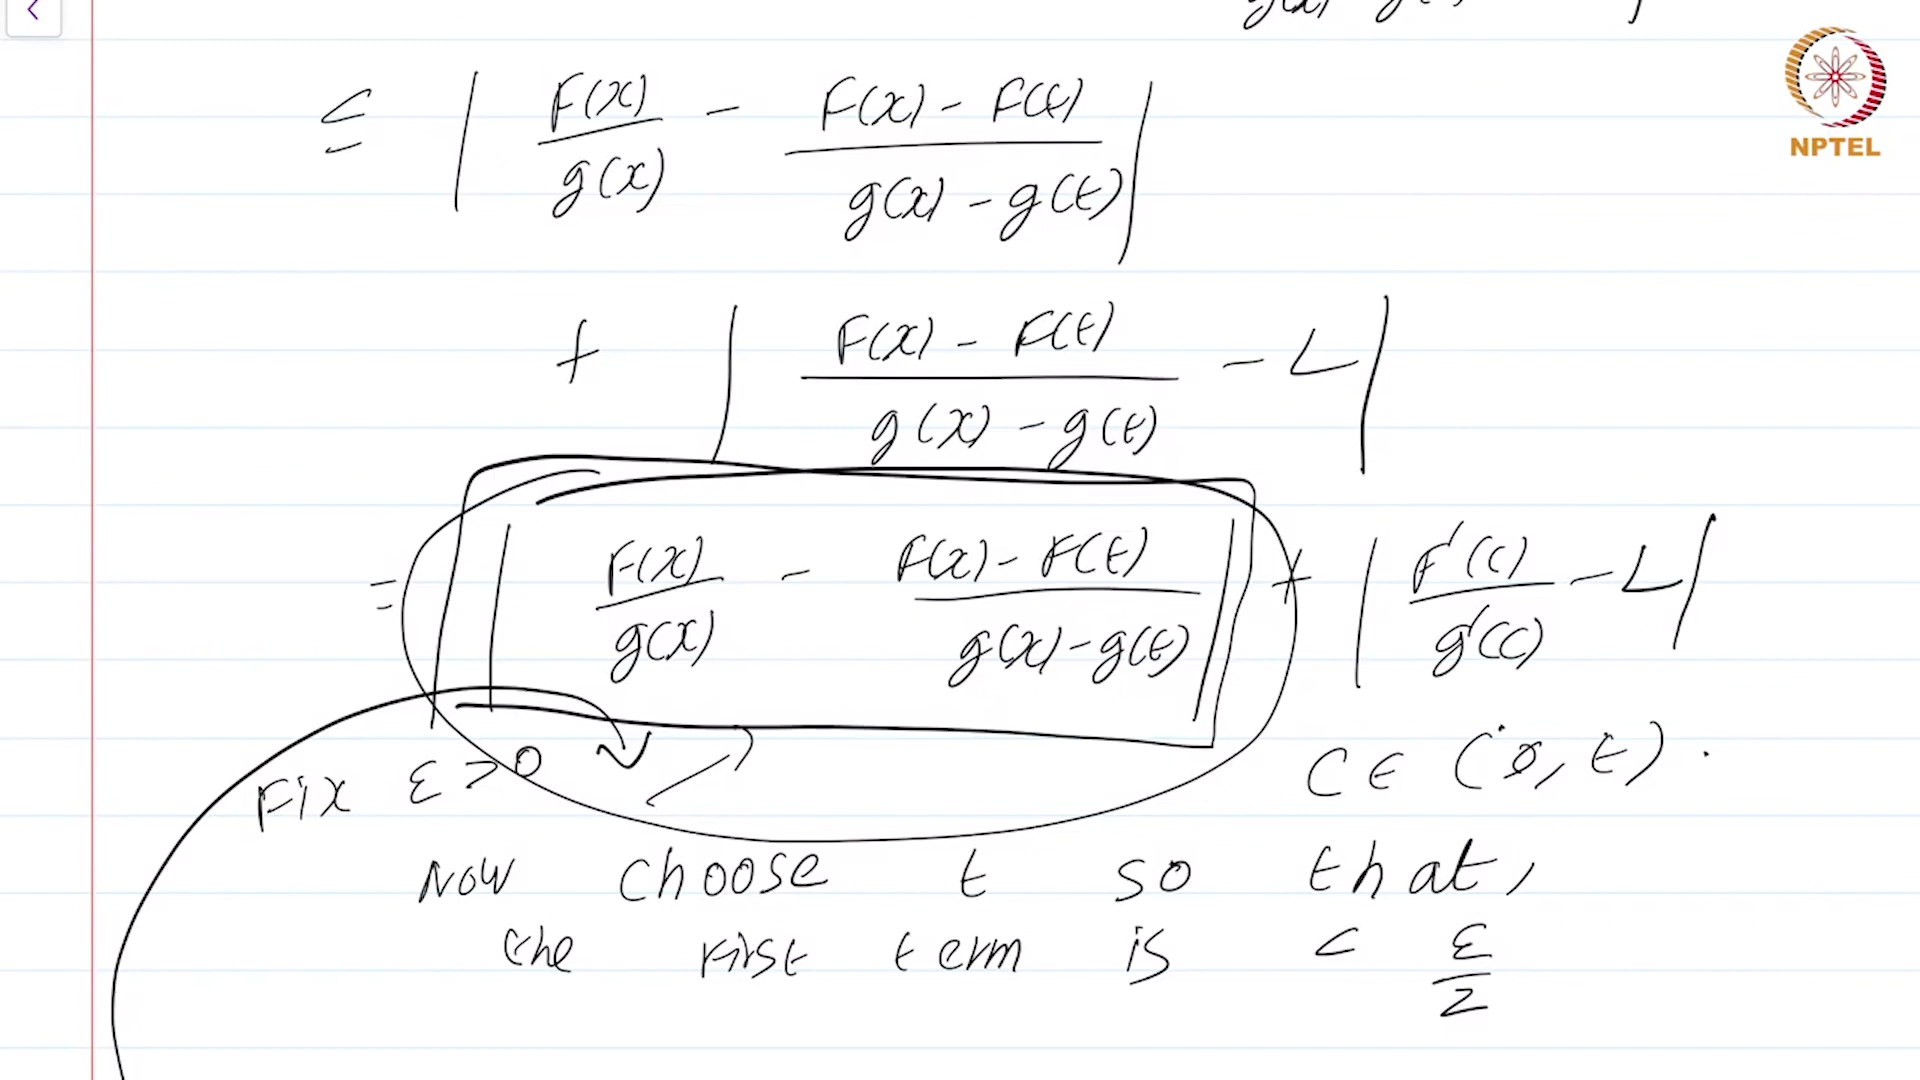 NPTEL
≤ | F(x)/g(x) - F(x) - F(t)/g(x) - g(t) |
+ | F(x) - F(t)/g(x) - g(t) - L |
= | F(x)/g(x) - F(x) - F(t)/g(x) - g(t) | + | F'(c)/g'(c) - L |
Fix ε > 0
C ∈ (x, t).
Now choose t so that,
the first term is < ε/2